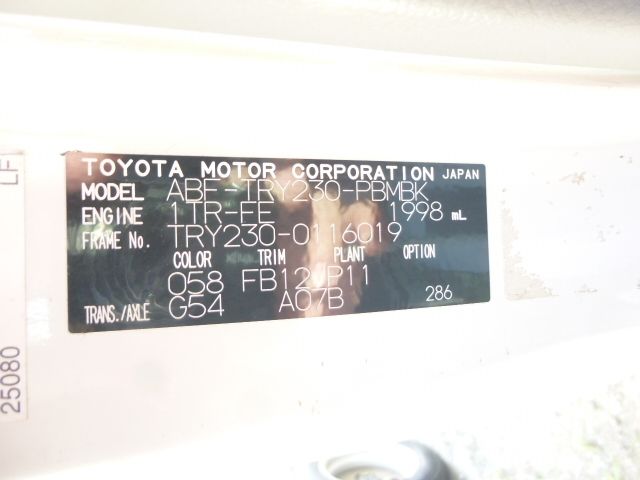 TOYOTA MOTOR CORPORATION JAPAN
MODEL ABF-TRY230-PBMBK
ENGINE 1TR-FE 1998 mL
FRAME No. TRY230-0116019
COLOR TRIM PLANT OPTION
058 P11
TRANS./AXLE G54 A07B 286
LF
25080